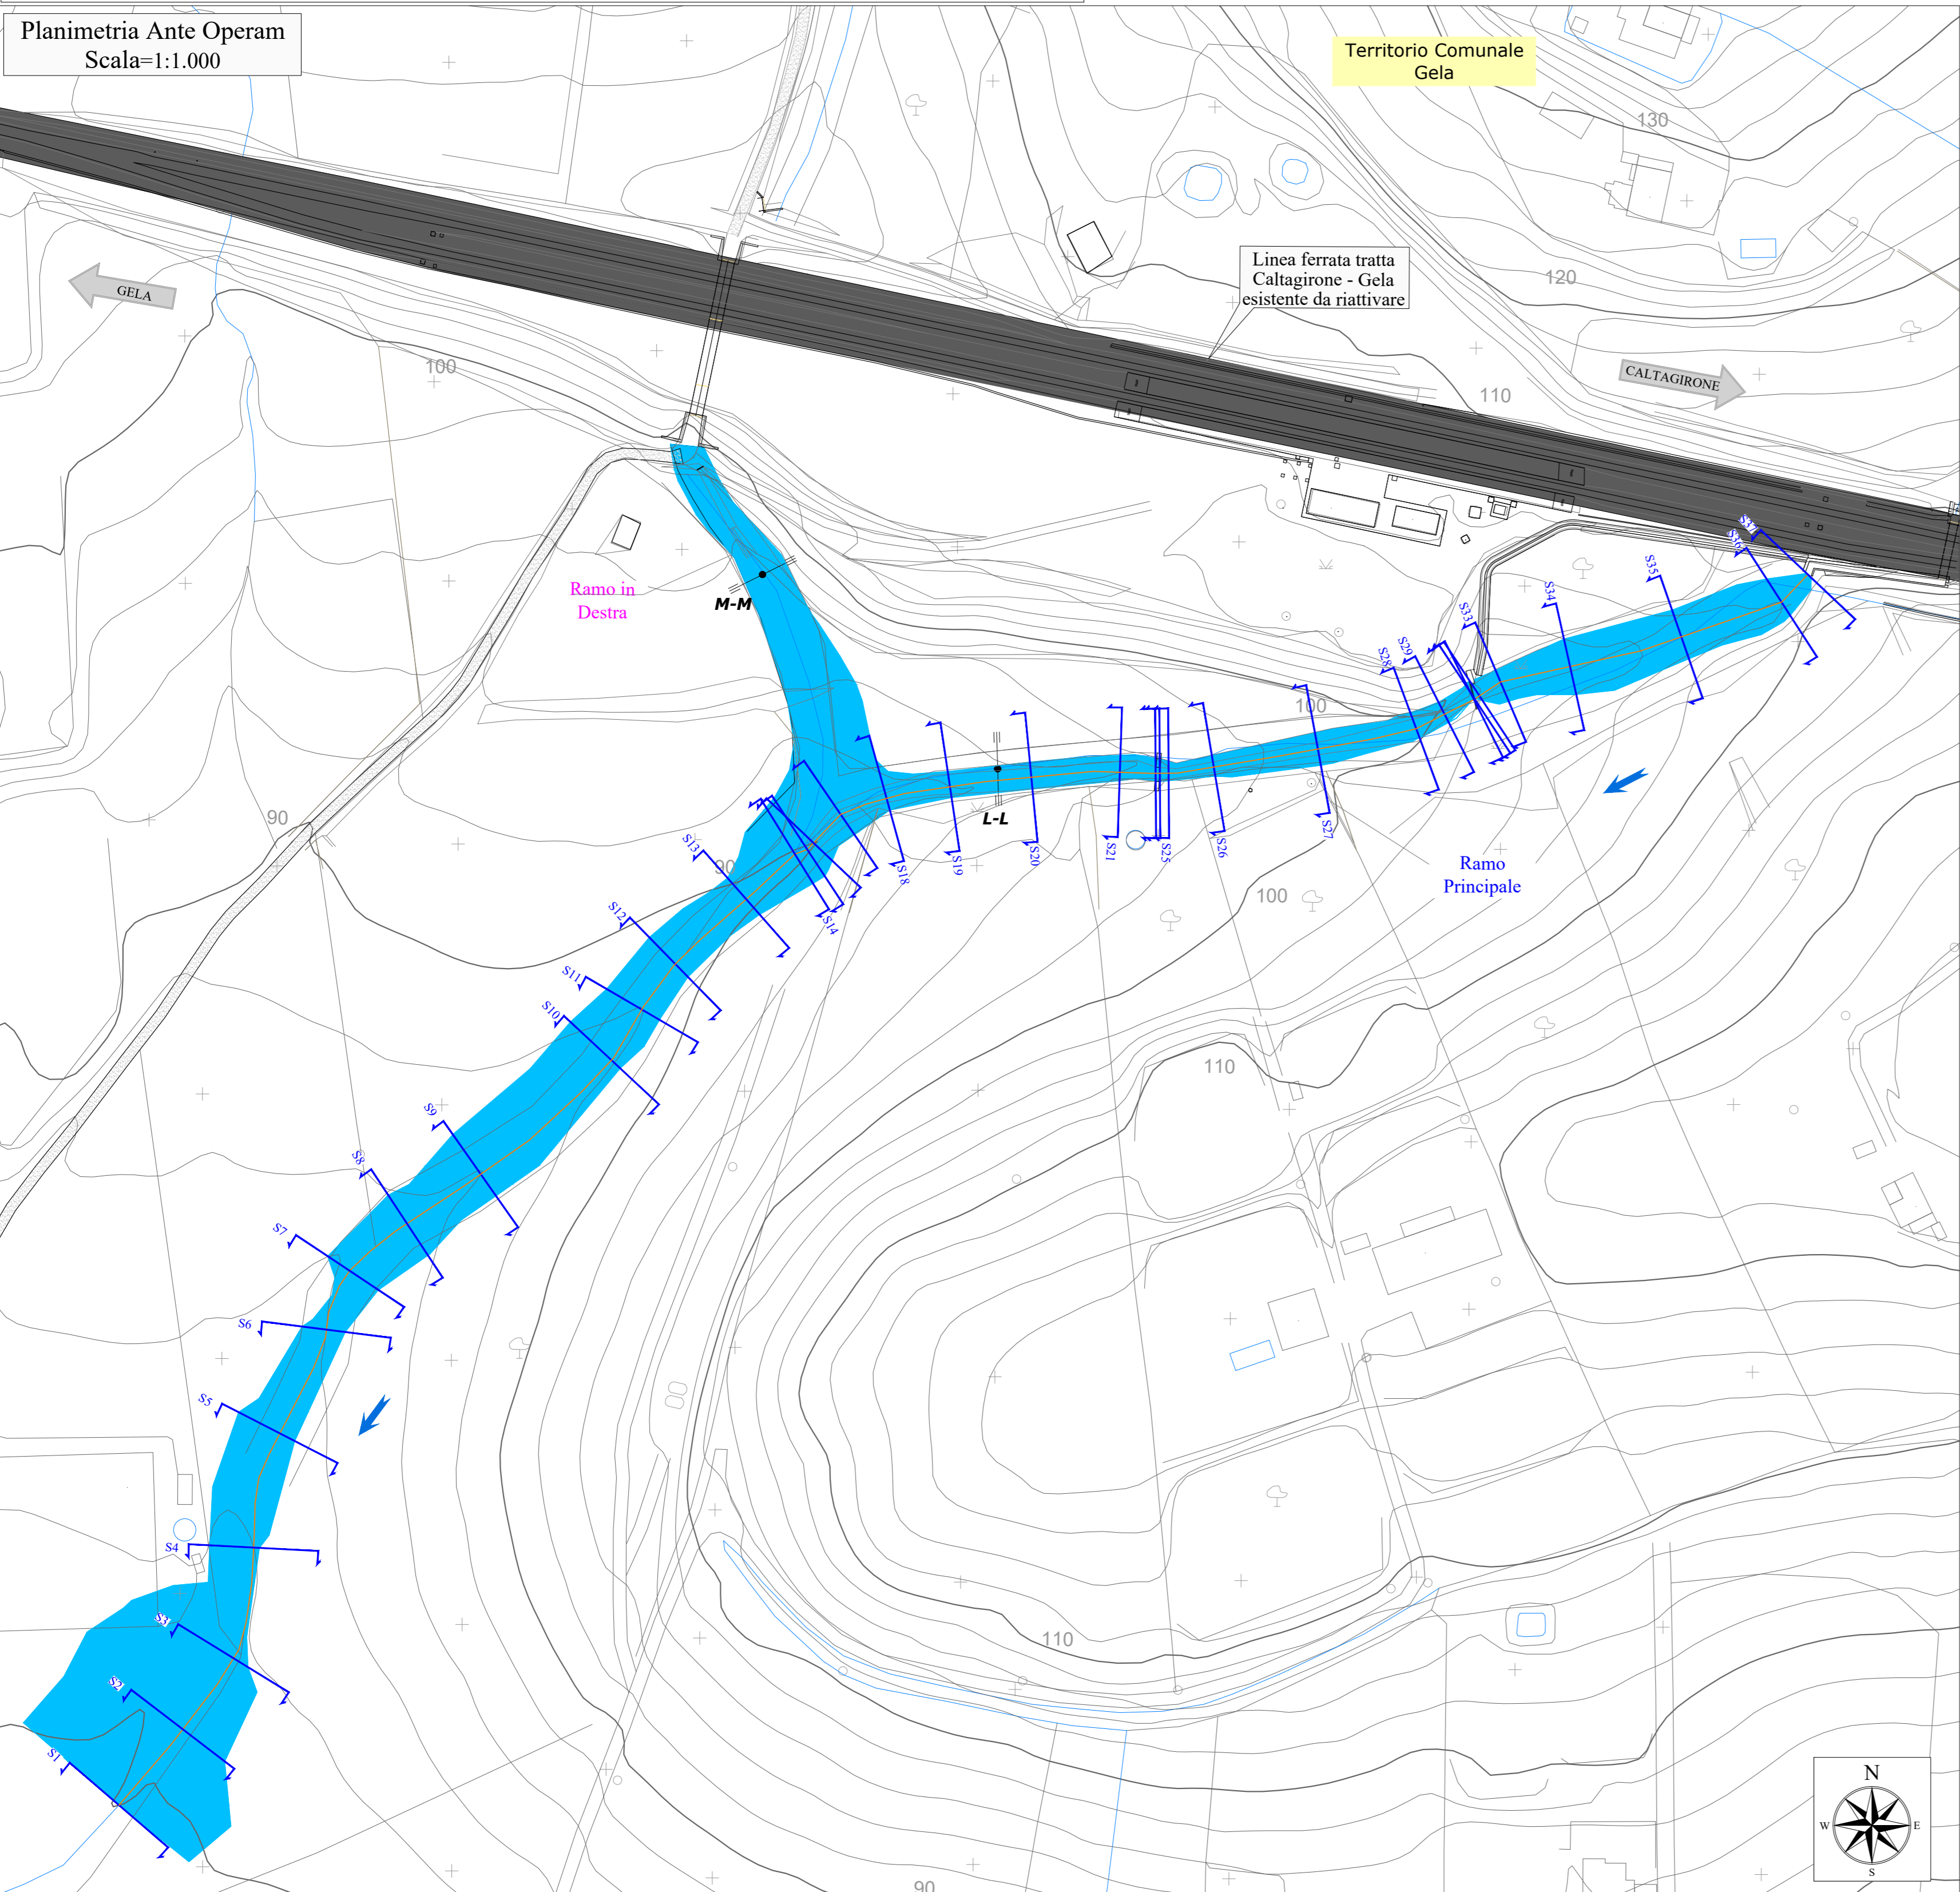 Planimetria Ante Operam
Scala=1:1.000
Territorio Comunale
Gela
130
GELA
Linea ferrata tratta
Caltagirone - Gela
esistente da riattivare
120
100
CALTAGIRONE
110
S37
S36
S35
S34
S33
S29
S28
Ramo in
Destra
M-M
100
90
L-L
S27
S26
S25
S21
S20
S19
S18
S14
S13
90
Ramo
Principale
100
S12
S11
S10
110
S9
S8
S7
S6
S5
S4
S3
110
S2
S1
90
N
W
E
S